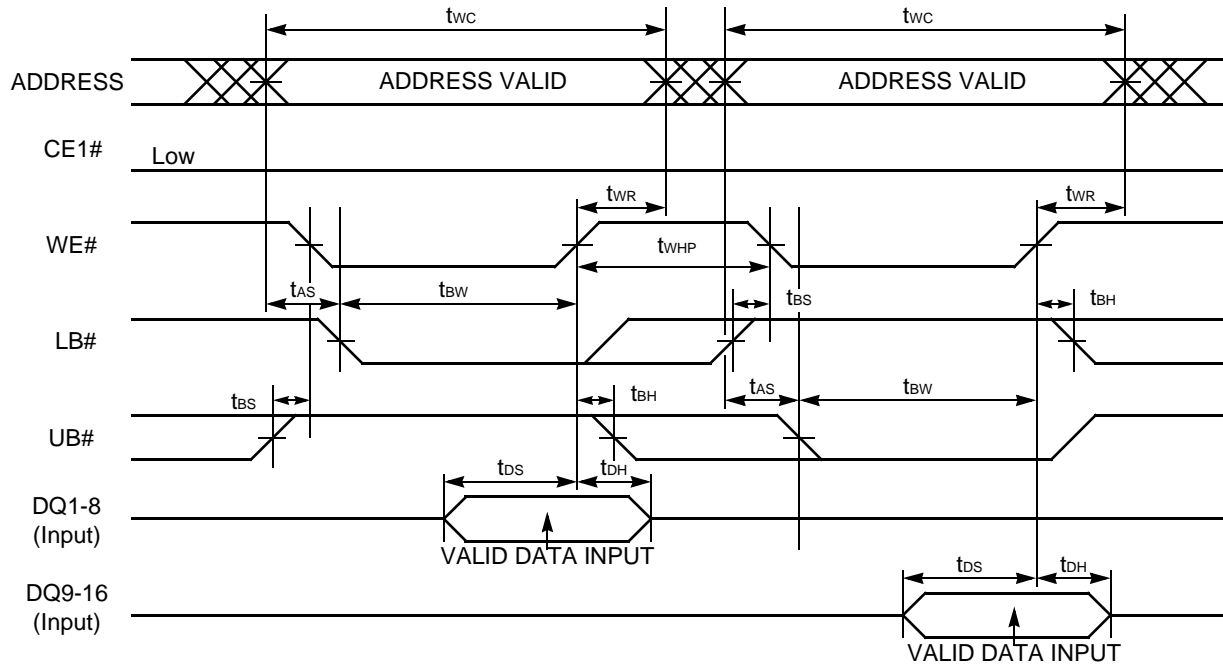 tWC tWC
ADDRESS ADDRESS VALID ADDRESS VALID
CE1# Low
tWR tWR
WE# tWHP
tAS tBW tBS tBH
LB#
tBS tBH tAS tBW
UB#
tDS tDH
DQ1-8
(Input)
VALID DATA INPUT
tDS tDH
DQ9-16
(Input)
VALID DATA INPUT